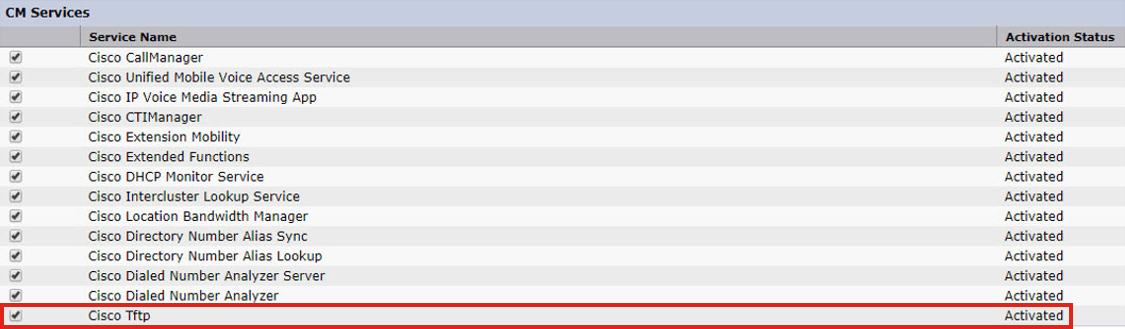 CM Services
Service Name Activation Status
Cisco CallManager Activated
Cisco Unified Mobile Voice Access Service Activated
Cisco IP Voice Media Streaming App Activated
Cisco CTIManager Activated
Cisco Extension Mobility Activated
Cisco Extended Functions Activated
Cisco DHCP Monitor Service Activated
Cisco Intercluster Lookup Service Activated
Cisco Location Bandwidth Manager Activated
Cisco Directory Number Alias Sync Activated
Cisco Directory Number Alias Lookup Activated
Cisco Dialed Number Analyzer Server Activated
Cisco Dialed Number Analyzer Activated
Cisco Tftp Activated